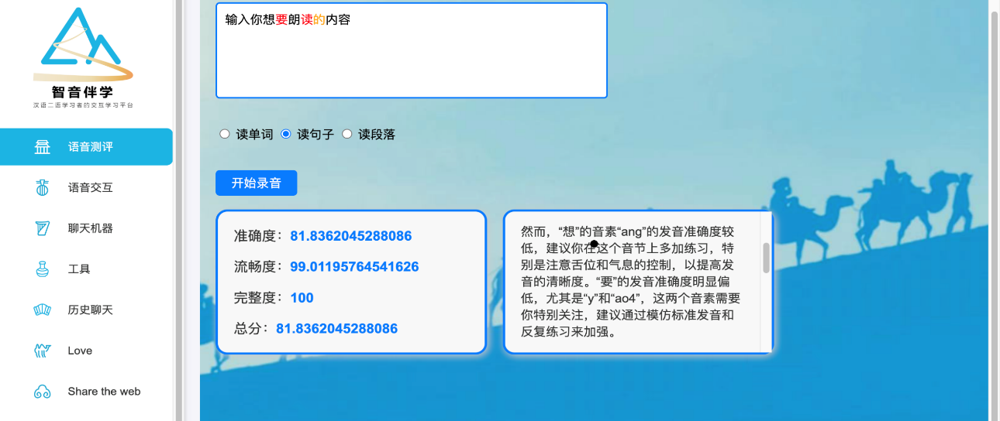 智音伴学
汉语二语学习者的交互学习平台
语音测评
语音交互
聊天机器
工具
历史聊天
Love
Share the web
输入你想要朗读的内容
读单词 读句子 读段落
开始录音
准确度：81.8362045288086
流畅度：99.01195764541626
完整度：100
总分：81.8362045288086
然而，“想”的音素“ang”的发音准确度较
低，建议你在这个音节上多加练习，特
别是注意舌位和气息的控制，以提高发
音的清晰度。“要”的发音准确度明显偏
低，尤其是“y”和“ao4”，这两个音素需要
你特别关注，建议通过模仿标准发音和
反复练习来加强。